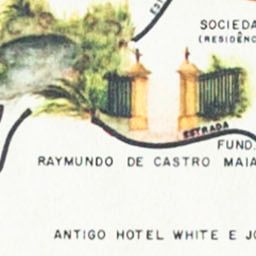 SOCIEDA
(RESIDÊNC
ESTRADA
FUND.
RAYMUNDO DE CASTRO MAIA
ANTIGO HOTEL WHITE E JO